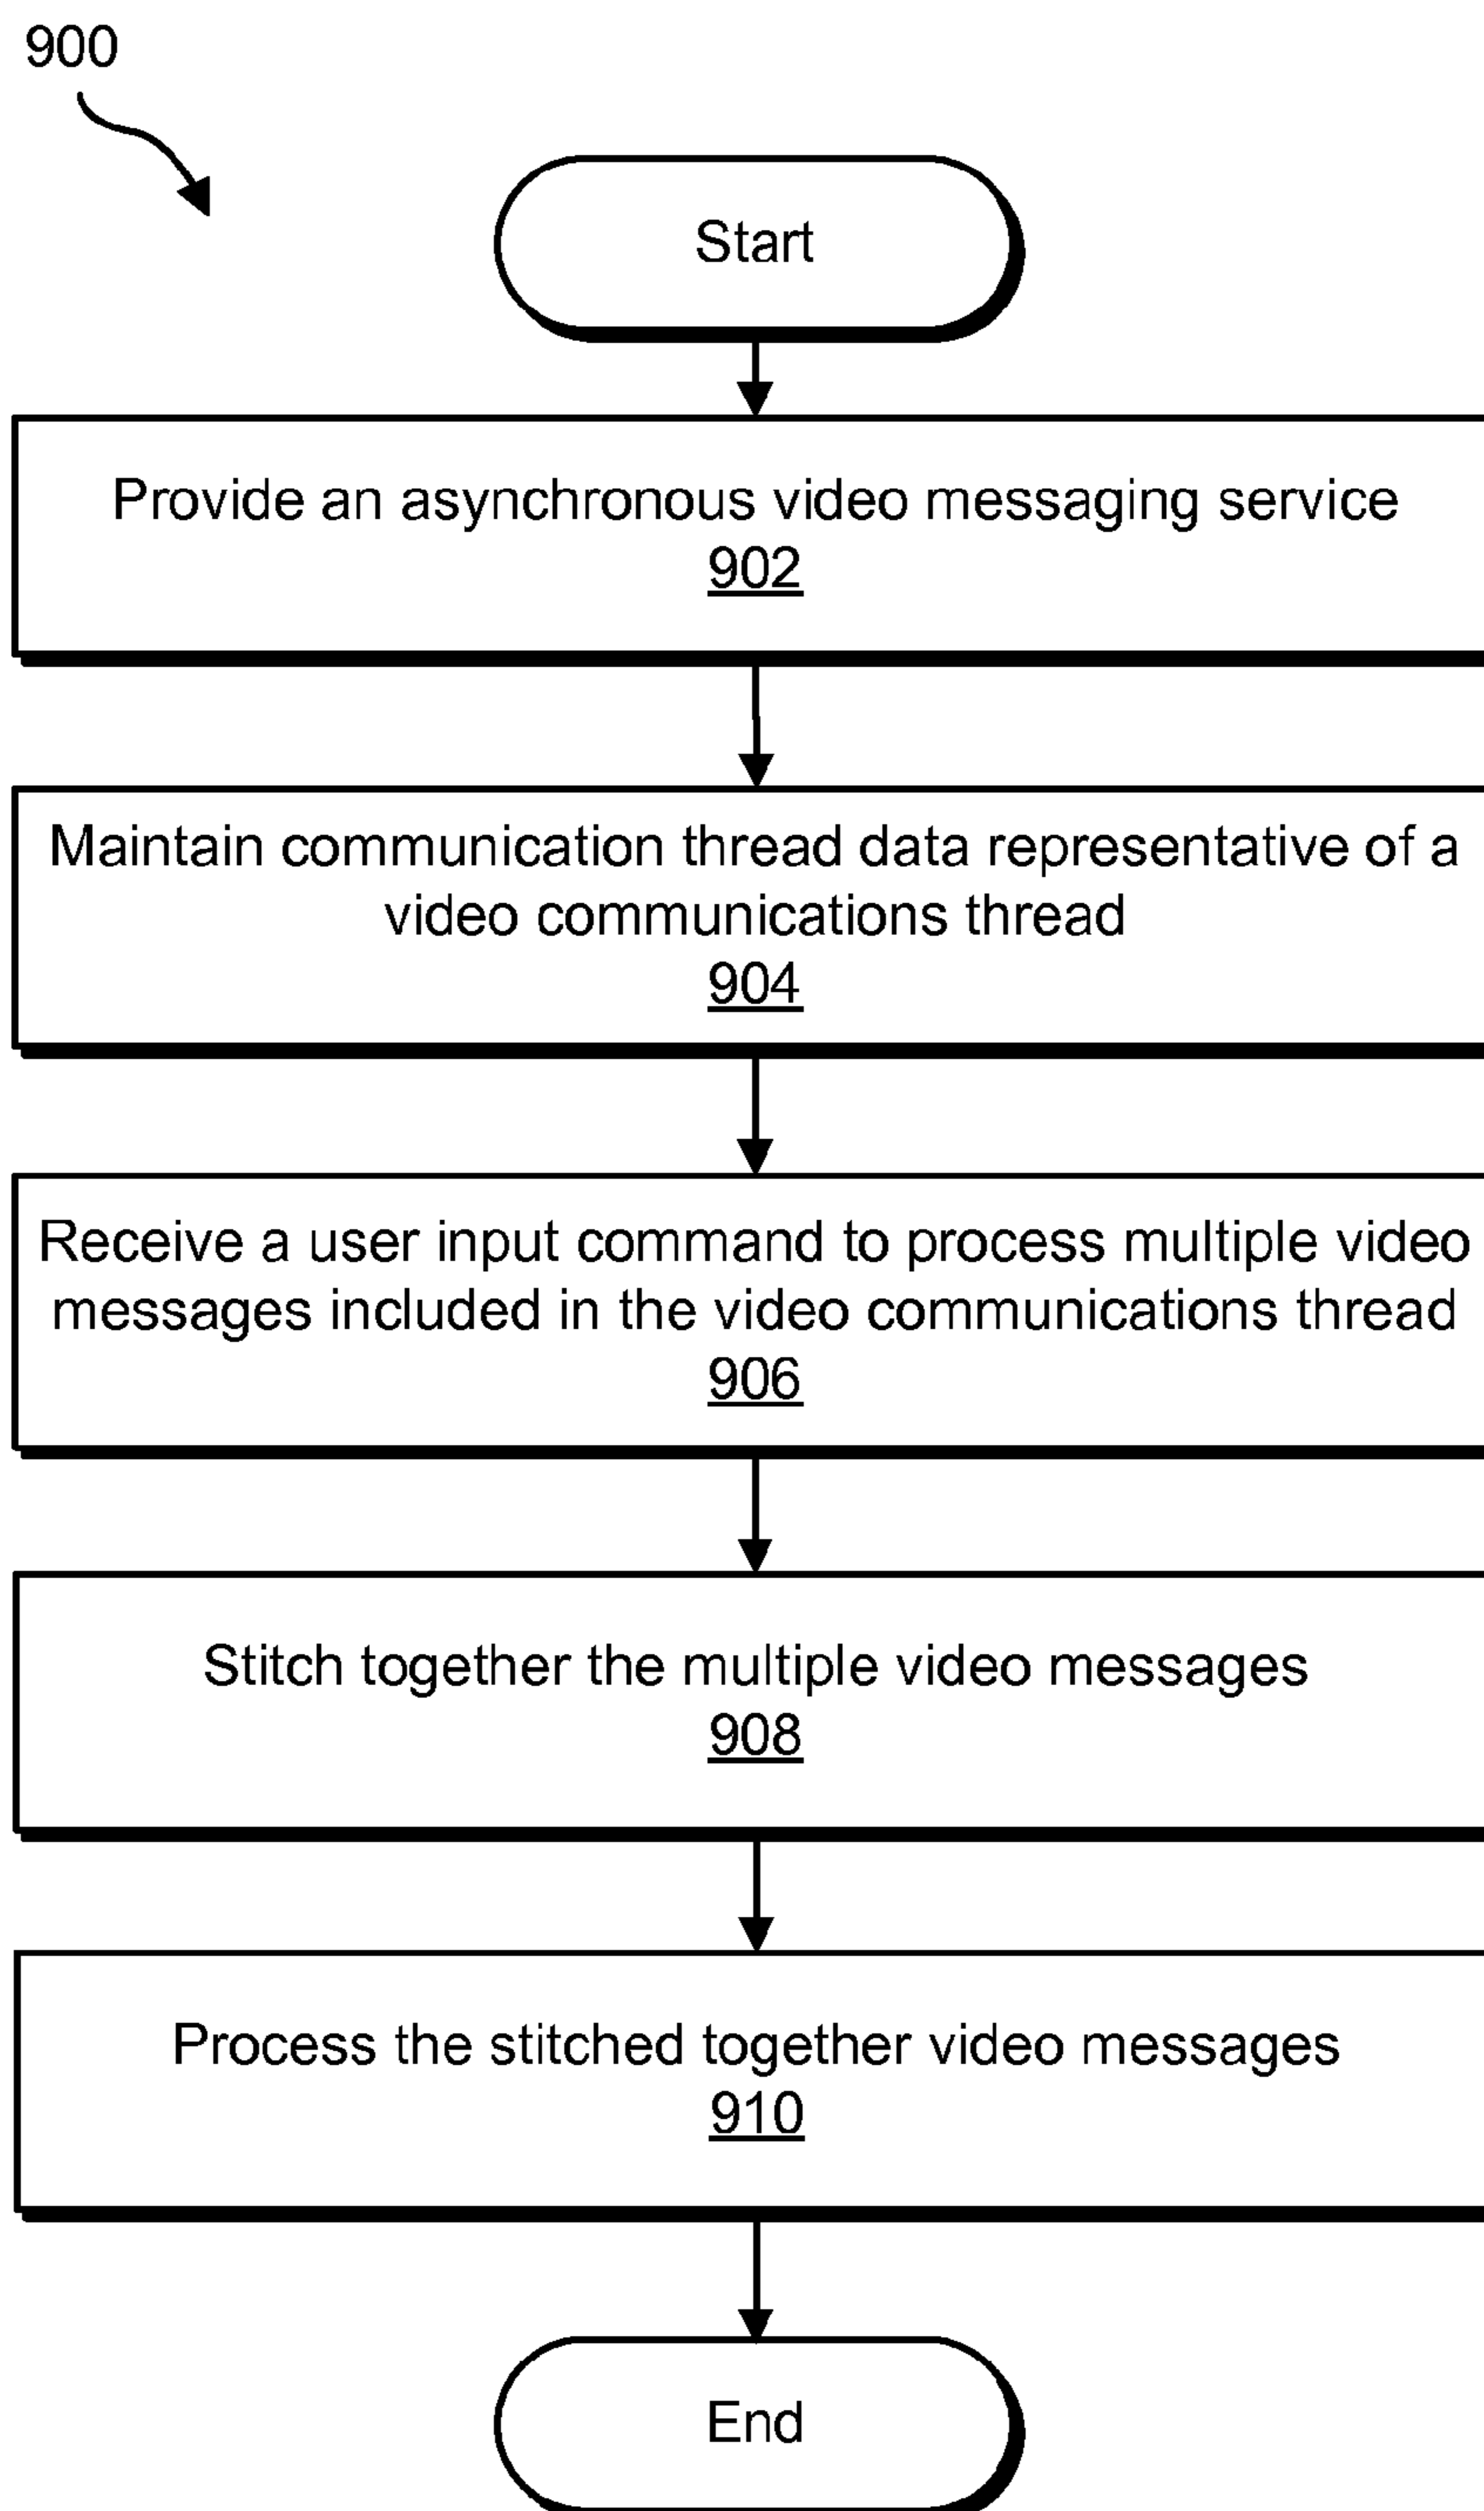 900
Start
Provide an asynchronous video messaging service
902
Maintain communication thread data representative of a
video communications thread
904
Receive a user input command to process multiple video
messages included in the video communications thread
906
Stitch together the multiple video messages
908
Process the stitched together video messages
910
End